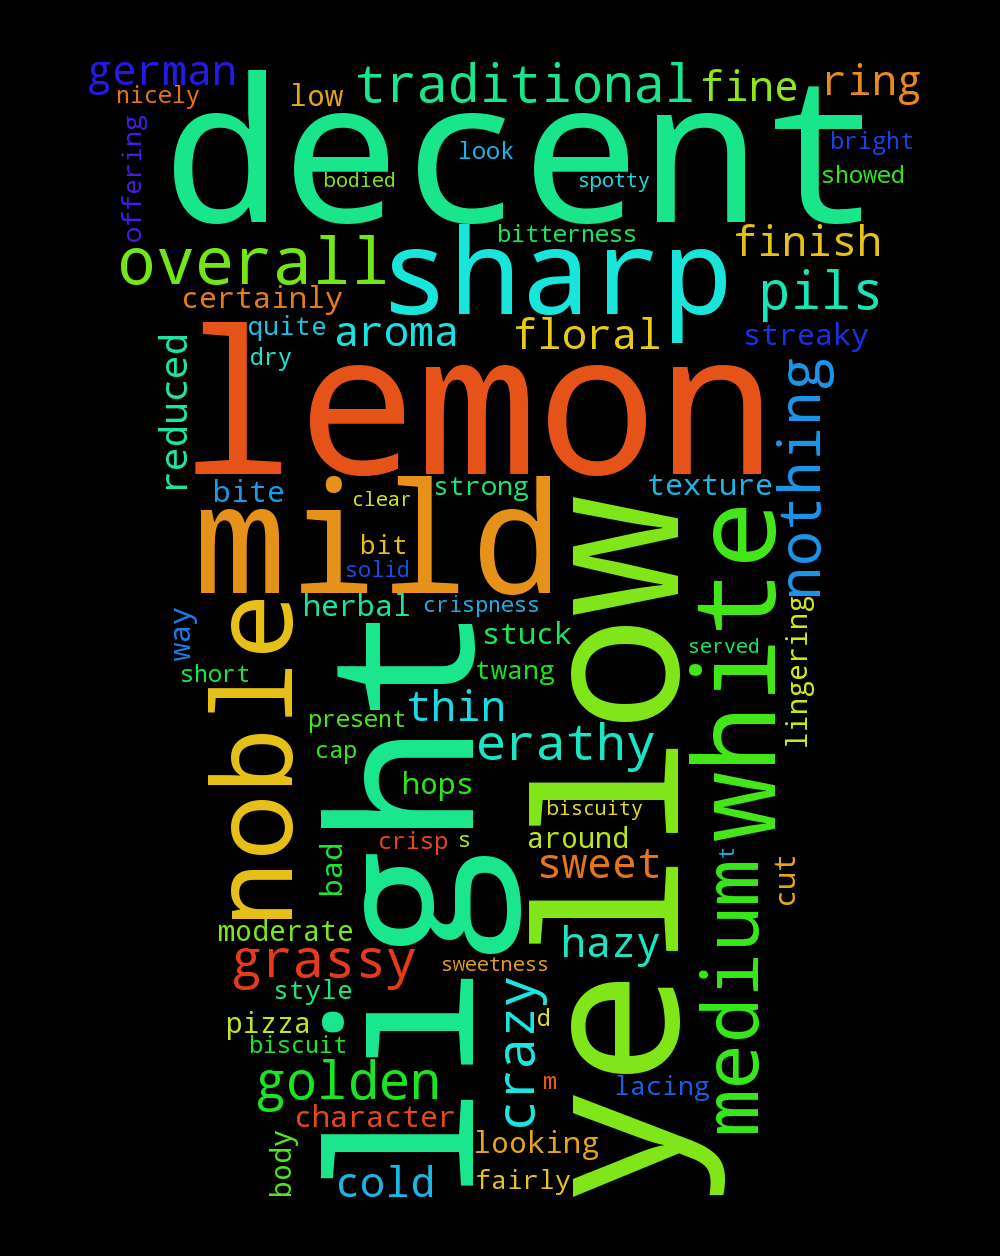 german
nicely
low
traditional
fine
ring
decent
offering
look
bright
bodied
spotty
showed
overall
sharp
bitterness
finish
certainly
pils
quite
aroma
floral
streaky
dry
reduced
lemon
nothing
bite
mild
clear
strong
texture
bit
solid
yellow
white
noble
herbal
crispness
way
light
stuck
served
lingering
short
twang
present
thin
cap
erathy
hops
biscuity
crisp
s
around
bad
sweet
t
cut
medium
moderate
grassy
sweetness
hazy
style
pizza
biscuit
crazy
d
golden
m
lacing
character
body
looking
cold
fairly